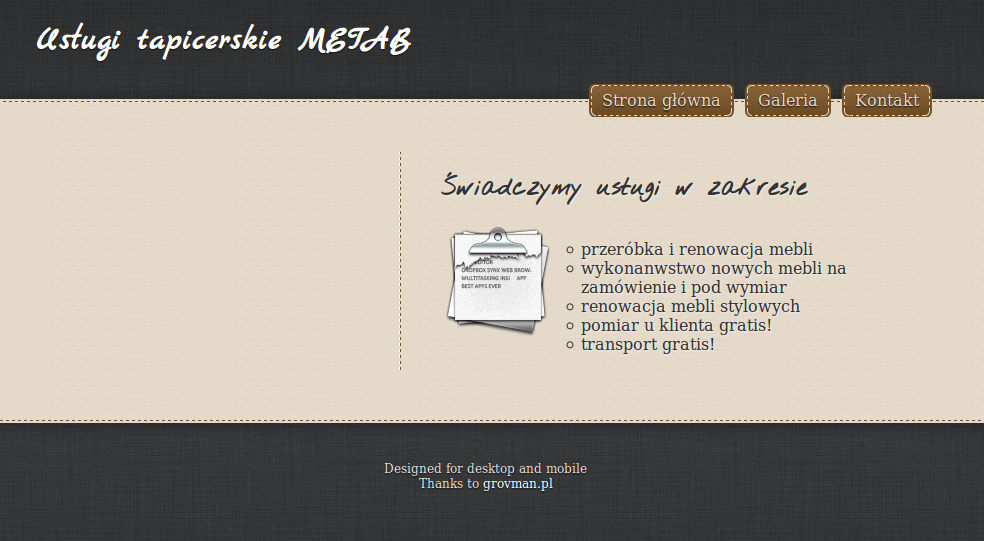 Usługi tapicerskie METAB
Strona główna Galeria Kontakt
Świadczymy usługi w zakresie
EDITOR
DROPBOX SYNX WEB BROW.
MULTITASKING INSI APP
BEST APPS EVER
przeróbka i renowacja mebli
wykonanwstwo nowych mebli na
zamówienie i pod wymiar
renowacja mebli stylowych
pomiar u klienta gratis!
transport gratis!
Designed for desktop and mobile
Thanks to grovman.pl